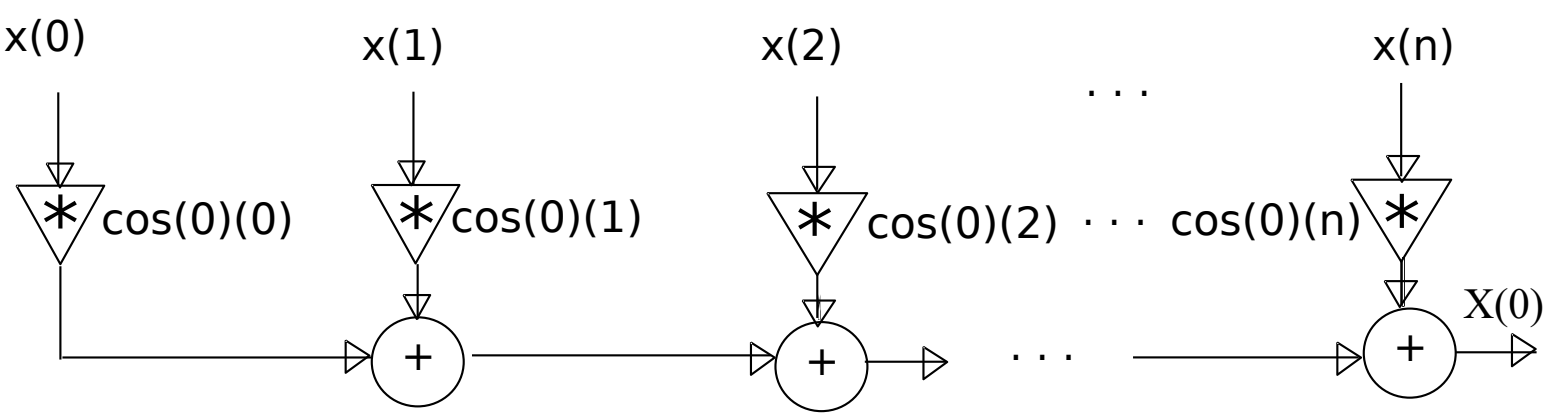 x(0) x(1) x(2) . . . x(n)
* cos(0)(0) * cos(0)(1) * cos(0)(2) . . . cos(0)(n) *
X(0)
+ + . . . +